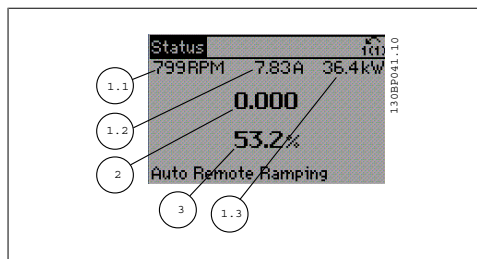 Status 1(1)
799RPM 7.83A 36.4kW
0.000
53.2%
Auto Remote Ramping
1.1
1.2
2
3
1.3
130BP041.10